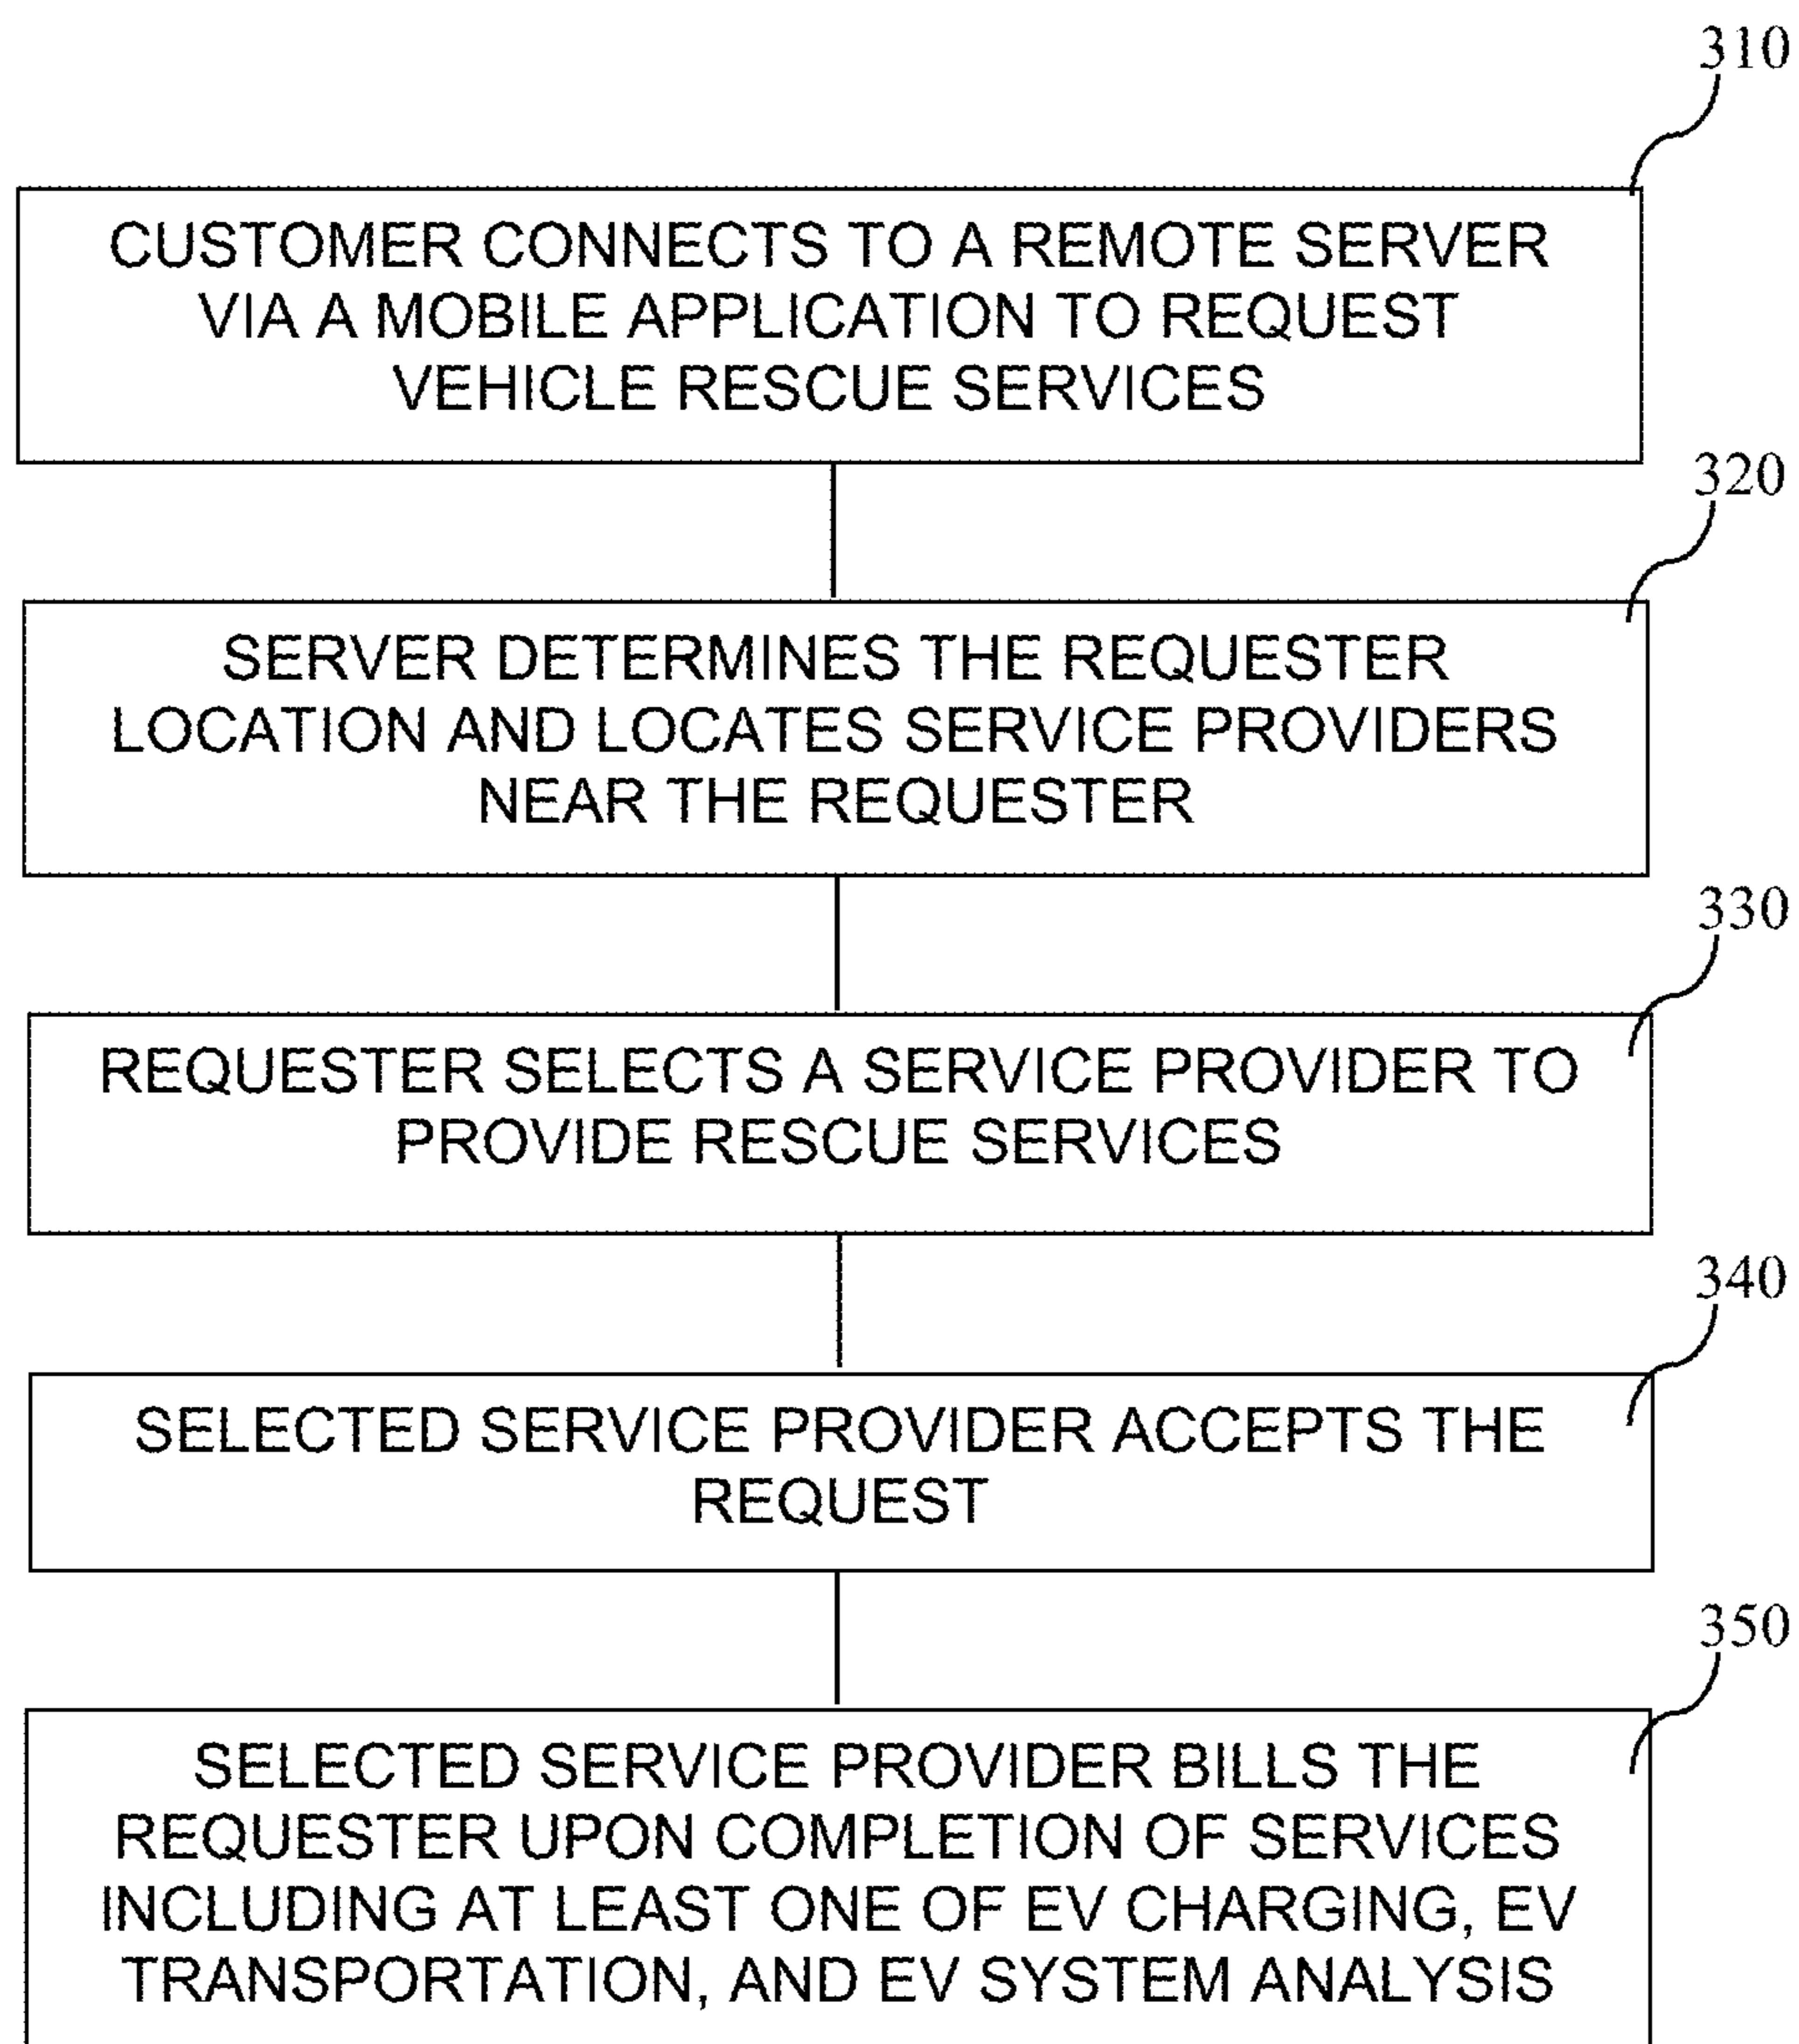 310
CUSTOMER CONNECTS TO A REMOTE SERVER
VIA A MOBILE APPLICATION TO REQUEST
VEHICLE RESCUE SERVICES
320
SERVER DETERMINES THE REQUESTER
LOCATION AND LOCATES SERVICE PROVIDERS
NEAR THE REQUESTER
330
REQUESTER SELECTS A SERVICE PROVIDER TO
PROVIDE RESCUE SERVICES
340
SELECTED SERVICE PROVIDER ACCEPTS THE
REQUEST
350
SELECTED SERVICE PROVIDER BILLS THE
REQUESTER UPON COMPLETION OF SERVICES
INCLUDING AT LEAST ONE OF EV CHARGING, EV
TRANSPORTATION, AND EV SYSTEM ANALYSIS